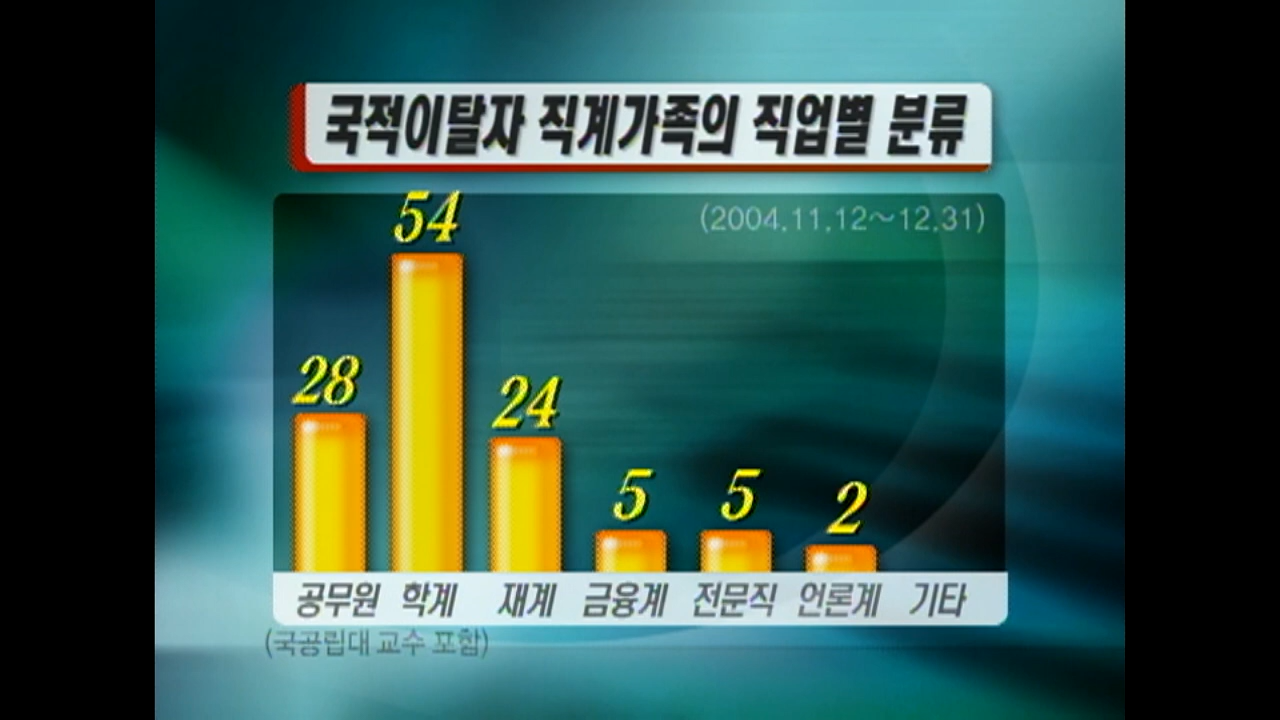 국적이탈자 직계가족의 직업별 분류
(2004.11.12~12.31)
28 54 24 5 5 2
공무원 학계 재계 금융계 전문직 언론계 기타
(국공립대 교수 포함)